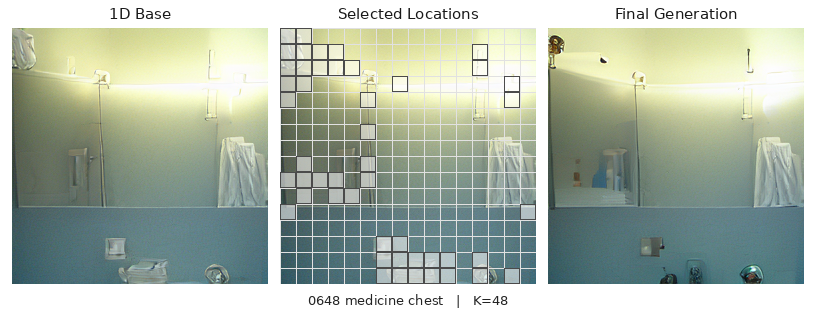 1D Base
Selected Locations
Final Generation
0648 medicine chest | K=48